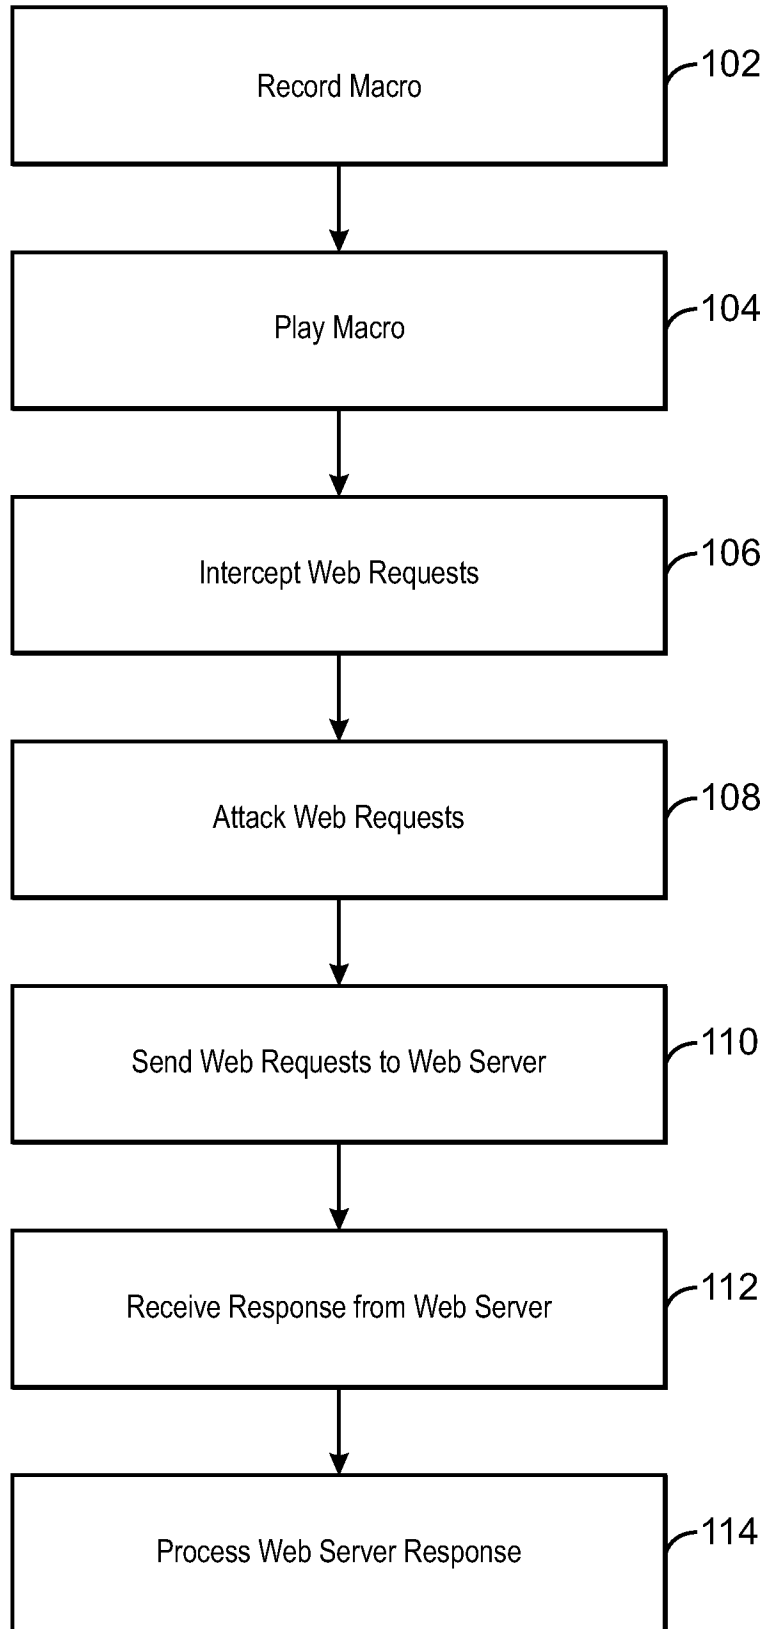 Record Macro
102
Play Macro
104
Intercept Web Requests
106
Attack Web Requests
108
Send Web Requests to Web Server
110
Receive Response from Web Server
112
Process Web Server Response
114